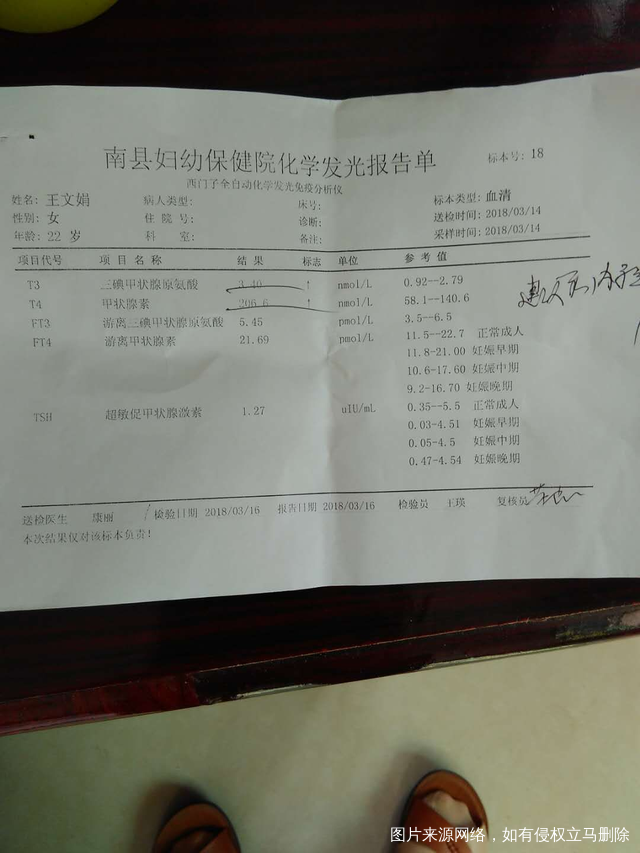 南县妇幼保健院化学发光报告单 标本号: 18
西门子全自动化学发光免疫分析仪
姓名: 王文娟 病人类型: 床号: 标本类型: 血清
性别: 女 住院号: 诊断: 送检时间: 2018/03/14
年龄: 22 岁 科室: 备注: 采样时间: 2018/03/14
项目代号 项目名称 结果 标志 单位 参考值
T3 三碘甲状腺原氨酸 3.40 ↑ nmol/L 0.92--2.79
T4 甲状腺素 206.6 ↑ nmol/L 58.1--140.6
FT3 游离三碘甲状腺原氨酸 5.45 pmol/L 3.5--6.5
FT4 游离甲状腺素 21.69 pmol/L 11.5--22.7 正常成人
11.8-21.00 妊娠早期
10.6-17.60 妊娠中期
9.2-16.70 妊娠晚期
TSH 超敏促甲状腺激素 1.27 uIU/mL 0.35--5.5 正常成人
0.03-4.51 妊娠早期
0.05-4.5 妊娠中期
0.47-4.54 妊娠晚期
送检医生 康丽 检验日期 2018/03/16 报告日期 2018/03/16 检验员 王瑛 复核员
本次结果仅对该标本负责!
图片来源网络，如有侵权立马删除